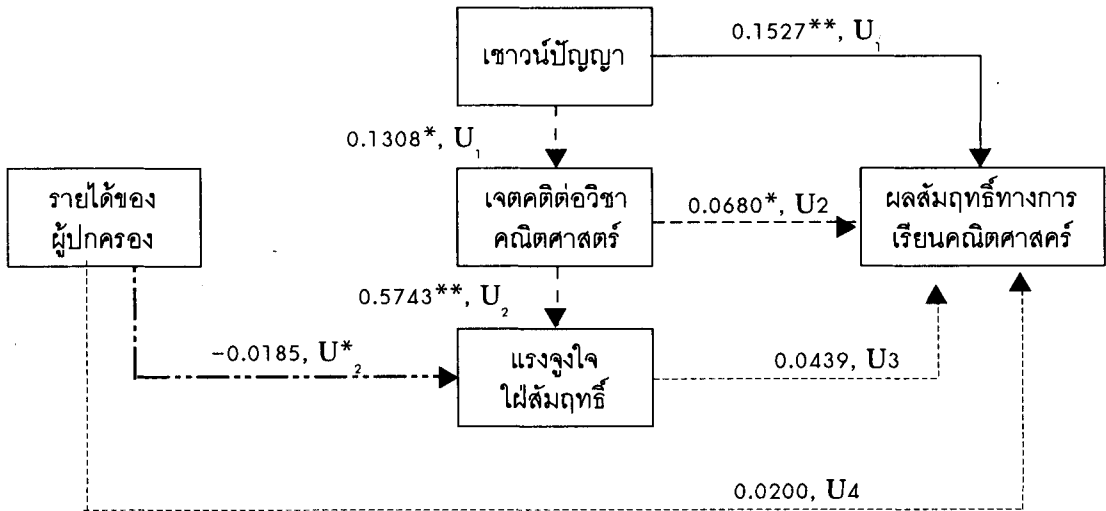 0.1527**, U₁
เชาวน์ปัญญา
0.1308*, U₁
รายได้ของ
ผู้ปกครอง
เจตคติต่อวิชา
คณิตศาสตร์
0.0680*, U2
ผลสัมฤทธิ์ทางการ
เรียนคณิตศาสคร์
0.5743**, U₂
-0.0185, U*₂
แรงจูงใจ
ใฝ่สัมฤทธิ์
0.0439, U3
0.0200, U4